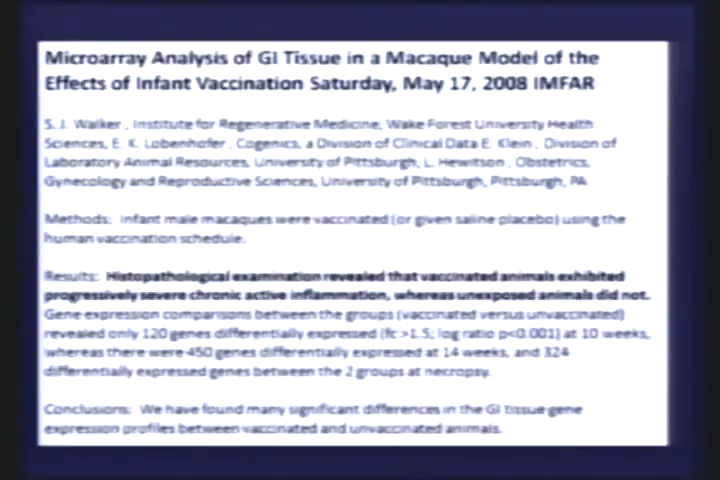 Microarray Analysis of GI Tissue in a Macaque Model of the
Effects of Infant Vaccination Saturday, May 17, 2008 IMFAR
S. J. Walker , Institute for Regenerative Medicine, Wake Forest University Health
Sciences, E. K. Lobenhofer , Cogenics, a Division of Clinical Data E. Klein , Division of
Laboratory Animal Resources, University of Pittsburgh, L. Hewitson , Obstetrics,
Gynecology and Reproductive Sciences, University of Pittsburgh, Pittsburgh, PA
Methods: Infant male macaques were vaccinated (or given saline placebo) using the
human vaccination schedule.
Results: Histopathological examination revealed that vaccinated animals exhibited
progressively severe chronic active inflammation, whereas unexposed animals did not.
Gene expression comparisons between the groups (vaccinated versus unvaccinated)
revealed only 120 genes differentially expressed (fc >1.5; log ratio p<0.001) at 10 weeks,
whereas there were 450 genes differentially expressed at 14 weeks, and 324
differentially expressed genes between the 2 groups at necropsy.
Conclusions: We have found many significant differences in the GI tissue gene
expression profiles between vaccinated and unvaccinated animals.